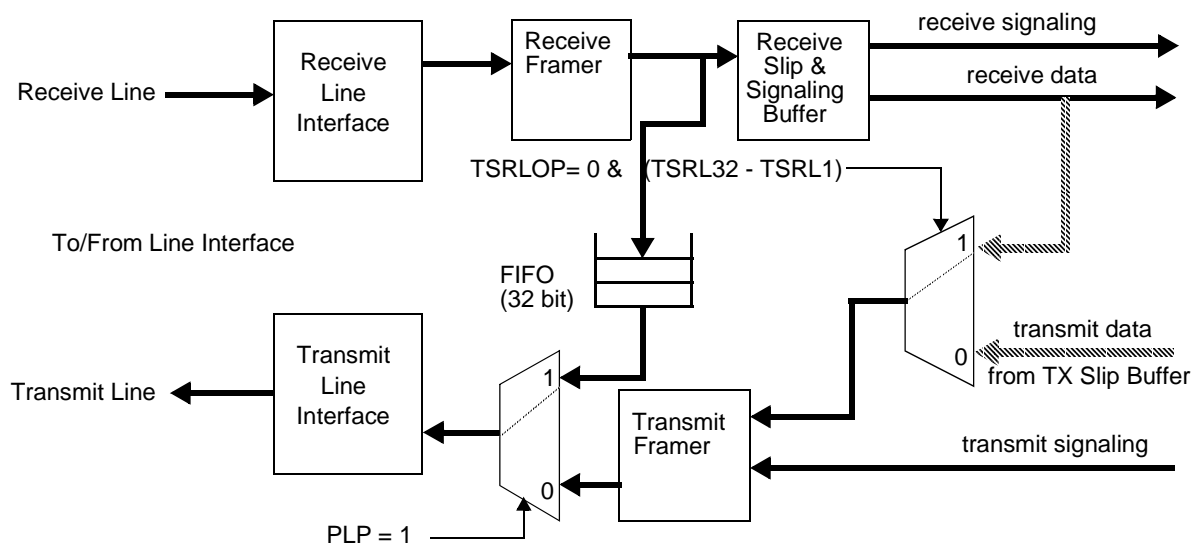 receive signaling
Receive
Framer
Receive
Slip &
Signaling
Buffer
Receive
Line
Interface
receive data
Receive Line
TSRLOP= 0 & (TSRL32 - TSRL1)
To/From Line Interface
1
FIFO
(32 bit)
transmit data
0
from TX Slip Buffer
Transmit
Line
Interface
1
Transmit Line
Transmit
Framer
transmit signaling
0
PLP = 1